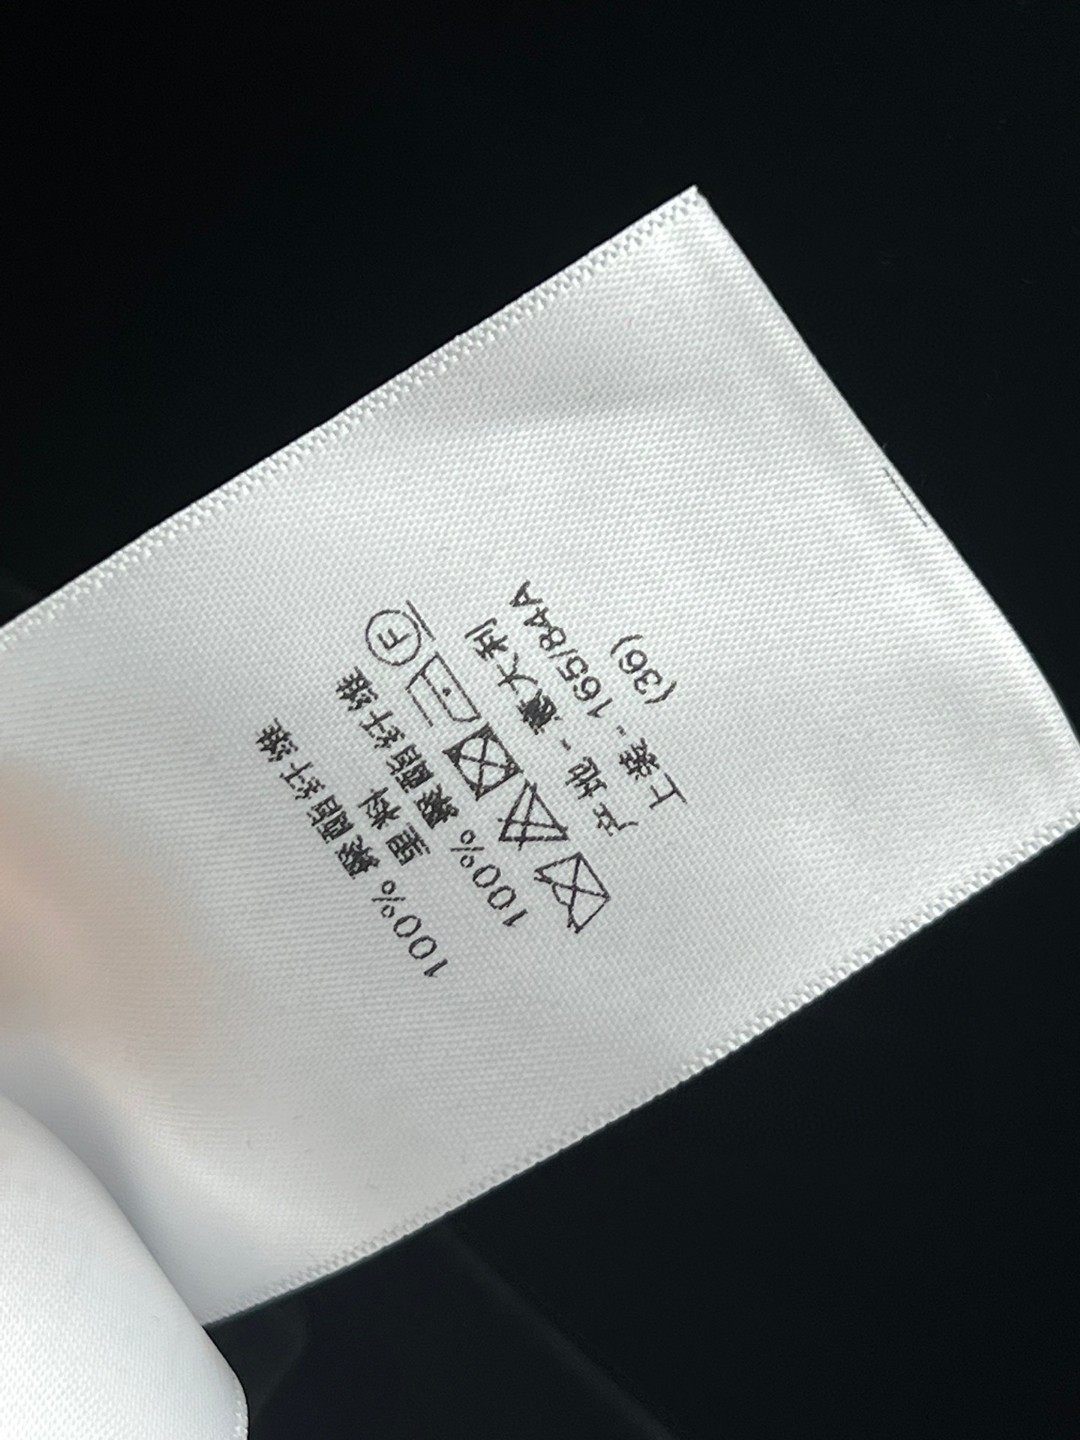 100% 聚酯纤维
里料
100% 聚酯纤维
F
产地 - 意大利
上装 - 165/84A
(36)